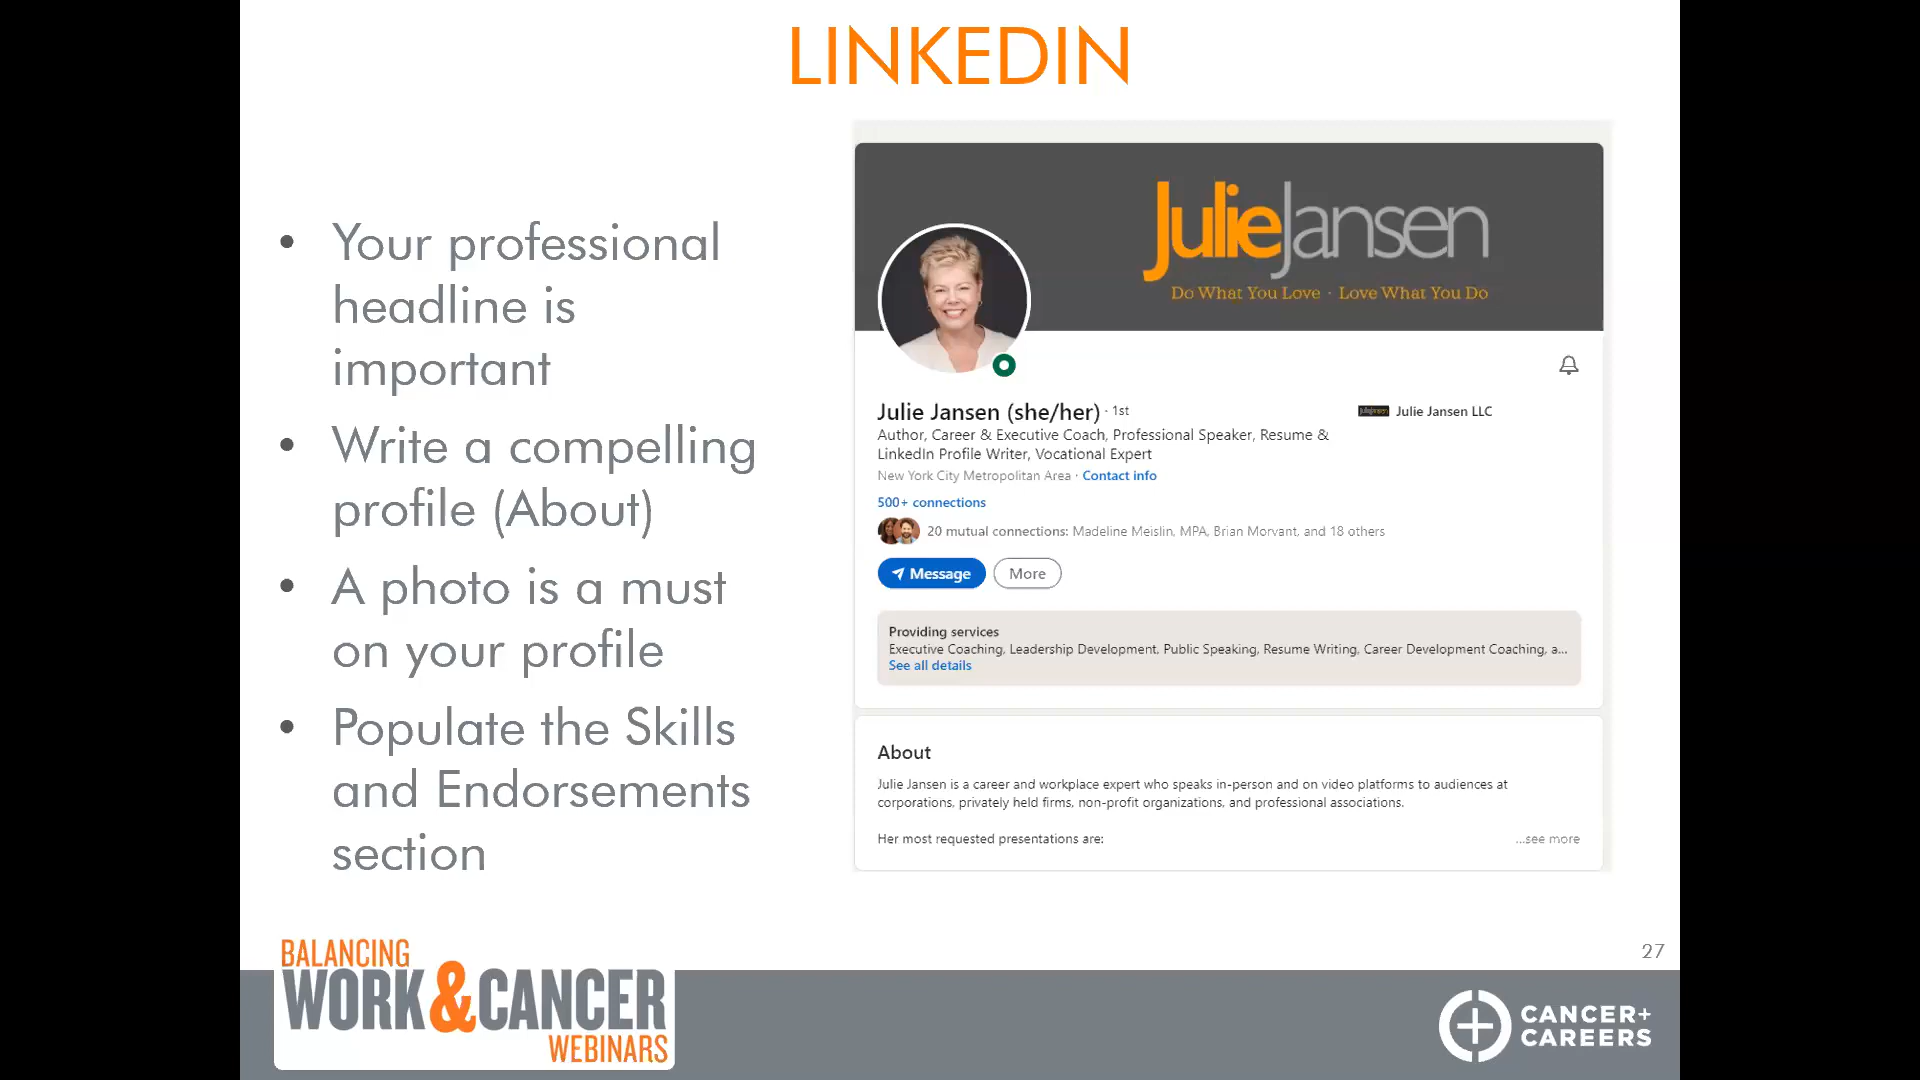 LINKEDIN
• Your professional
headline is
important
• Write a compelling
profile (About)
• A photo is a must
on your profile
• Populate the Skills
and Endorsements
section
JulieJansen
Do What You Love · Love What You Do
Julie Jansen (she/her) · 1st
Julie Jansen LLC
Author, Career & Executive Coach, Professional Speaker, Resume &
LinkedIn Profile Writer, Vocational Expert
New York City Metropolitan Area · Contact info
500+ connections
20 mutual connections: Madeline Meislin, MPA, Brian Morvant, and 18 others
Message
More
Providing services
Executive Coaching, Leadership Development, Public Speaking, Resume Writing, Career Development Coaching, a...
See all details
About
Julie Jansen is a career and workplace expert who speaks in-person and on video platforms to audiences at
corporations, privately held firms, non-profit organizations, and professional associations.
Her most requested presentations are:
...see more
27
BALANCING
WORK&CANCER
WEBINARS
CANCER+
CAREERS